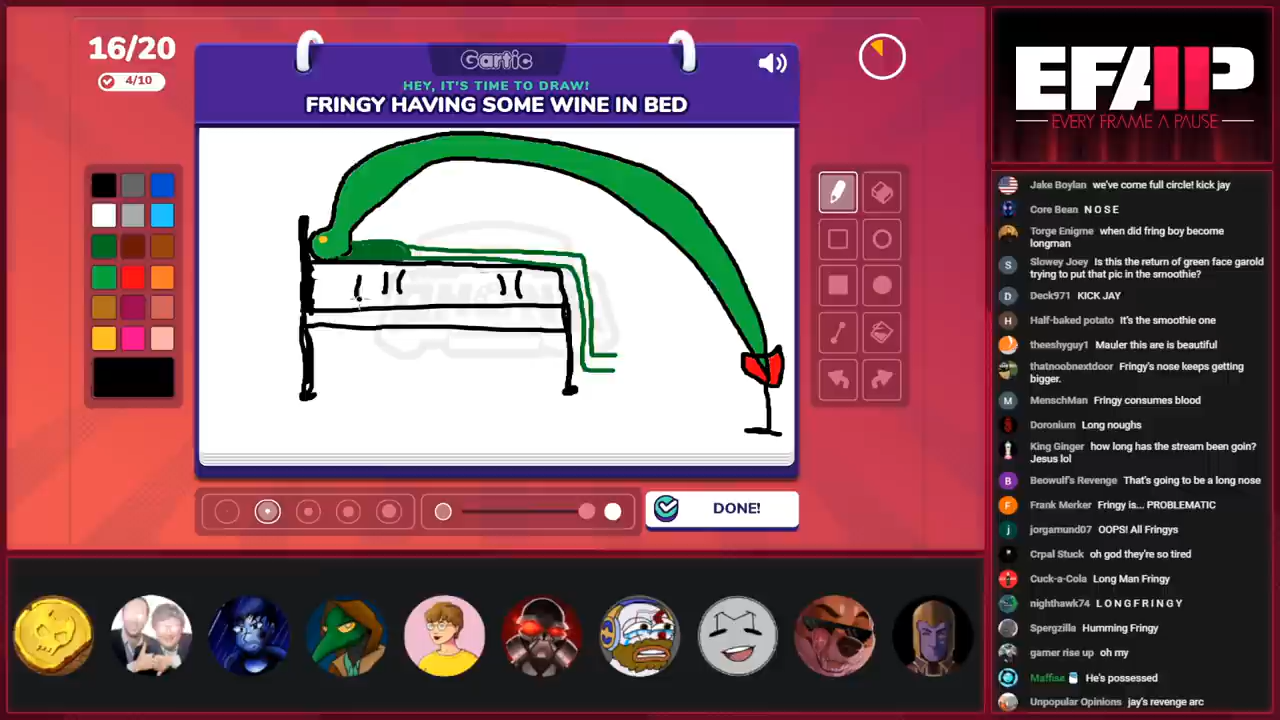 16/20
4/10
Gartic
HEY, IT'S TIME TO DRAW!
FRINGY HAVING SOME WINE IN BED
DONE!
EFAP
EVERY FRAME A PAUSE
Jake Boylan we've come full circle! kick jay
Core Bean N O S E
Torge Enigme when did fring boy become
longman
Slowey Joey Is this the return of green face garold
trying to put that pic in the smoothie?
Deck971 KICK JAY
Half-baked potato It's the smoothie one
theeshyguy1 Mauler this are is beautiful
thatnoobnextdoor Fringy's nose keeps getting
bigger.
MenschMan Fringy consumes blood
Doronium Long noughs
King Ginger how long has the stream been goin?
Jesus lol
Beowulf's Revenge That's going to be a long nose
Frank Merker Fringy is... PROBLEMATIC
jorgamund07 OOPS! All Fringys
Crpal Stuck oh god they're so tired
Cuck-a-Cola Long Man Fringy
nighthawk74 L O N G F R I N G Y
Spergzilla Humming Fringy
gamer rise up oh my
Maffise He's possessed
Unpopular Opinions jay's revenge arc